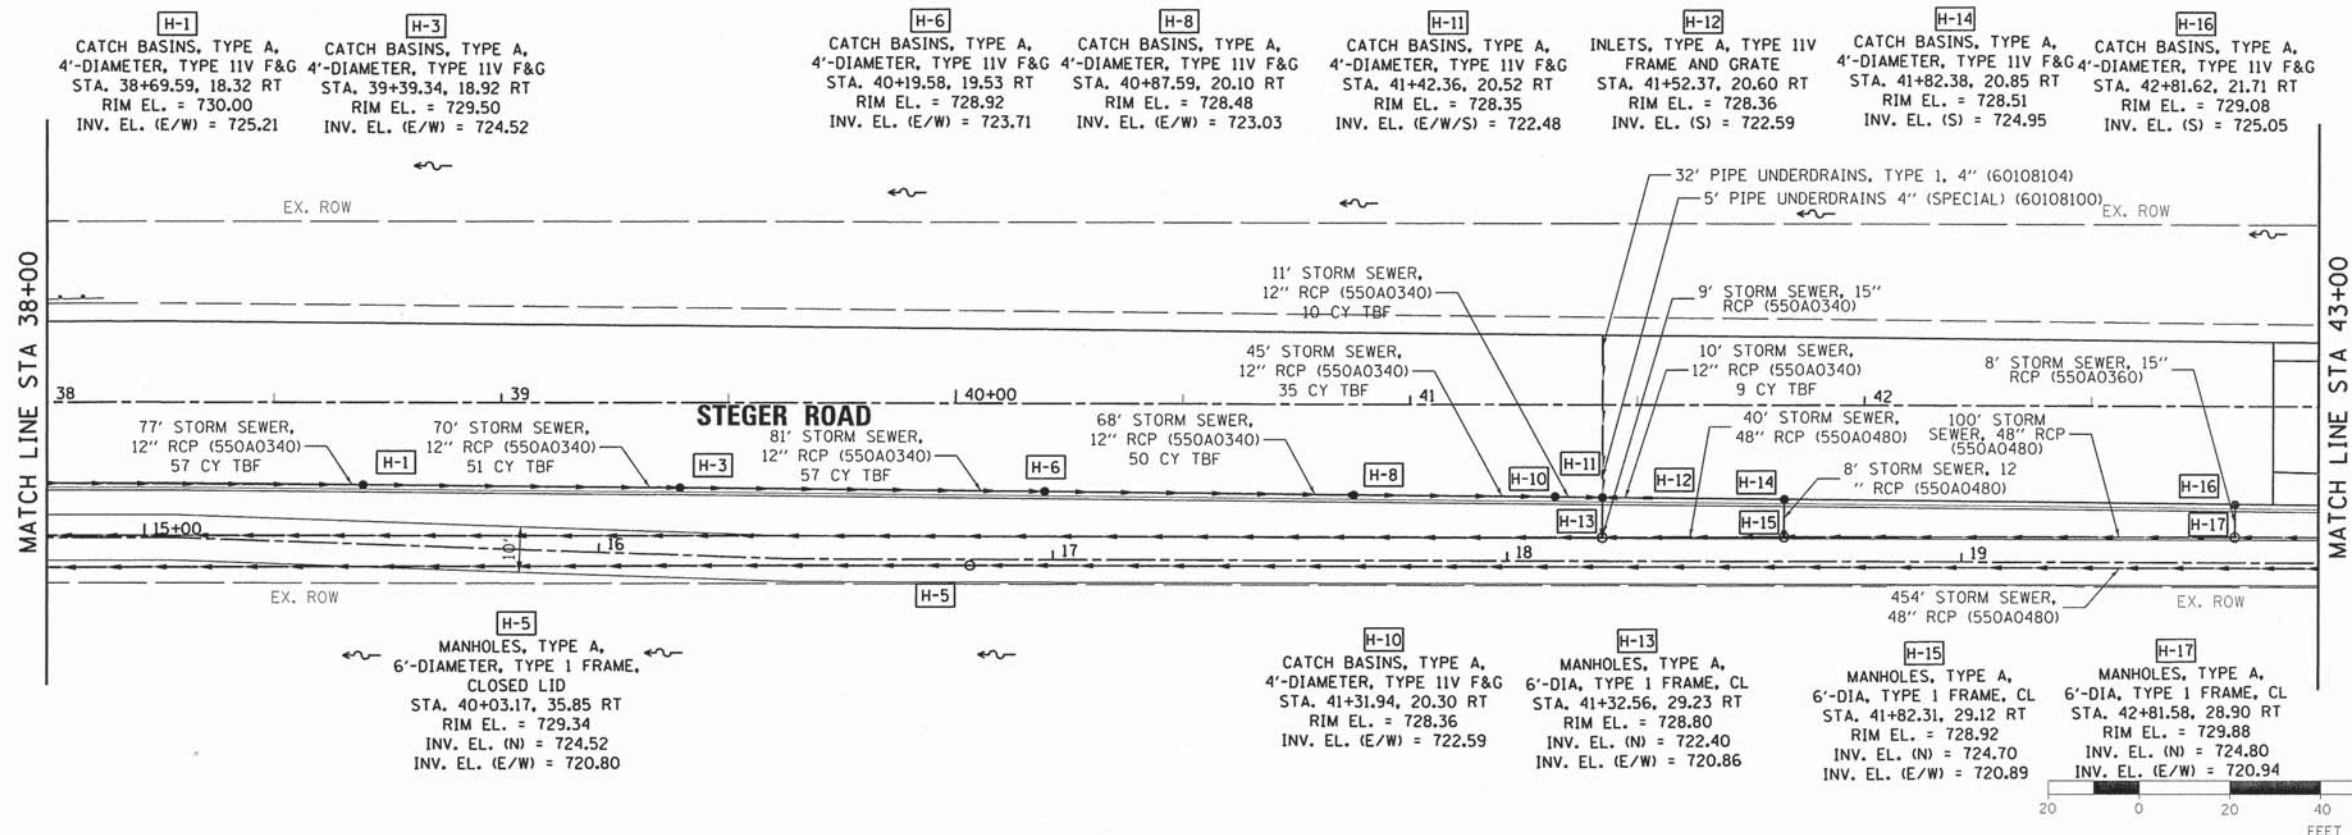 H-1
CATCH BASINS, TYPE A,
4'-DIAMETER, TYPE 11V F&G
STA. 38+69.59, 18.32 RT
RIM EL. = 730.00
INV. EL. (E/W) = 725.21
H-3
CATCH BASINS, TYPE A,
4'-DIAMETER, TYPE 11V F&G
STA. 39+39.34, 18.92 RT
RIM EL. = 729.50
INV. EL. (E/W) = 724.52
H-6
CATCH BASINS, TYPE A,
4'-DIAMETER, TYPE 11V F&G
STA. 40+19.58, 19.53 RT
RIM EL. = 728.92
INV. EL. (E/W) = 723.71
H-8
CATCH BASINS, TYPE A,
4'-DIAMETER, TYPE 11V F&G
STA. 40+87.59, 20.10 RT
RIM EL. = 728.48
INV. EL. (E/W) = 723.03
H-11
CATCH BASINS, TYPE A,
4'-DIAMETER, TYPE 11V F&G
STA. 41+42.36, 20.52 RT
RIM EL. = 728.35
INV. EL. (E/W/S) = 722.48
H-12
INLETS, TYPE A, TYPE 11V
FRAME AND GRATE
STA. 41+52.37, 20.60 RT
RIM EL. = 728.36
INV. EL. (S) = 722.59
H-14
CATCH BASINS, TYPE A,
4'-DIAMETER, TYPE 11V F&G
STA. 41+82.38, 20.85 RT
RIM EL. = 728.51
INV. EL. (S) = 724.95
H-16
CATCH BASINS, TYPE A,
4'-DIAMETER, TYPE 11V F&G
STA. 42+81.62, 21.71 RT
RIM EL. = 729.08
INV. EL. (S) = 725.05
32' PIPE UNDERDRAINS, TYPE 1, 4'' (60108104)
5' PIPE UNDERDRAINS 4'' (SPECIAL) (60108100)
EX. ROW
EX. ROW
MATCH LINE STA 38+00
MATCH LINE STA 43+00
11' STORM SEWER,
12'' RCP (550A0340)
10 CY TBF
9' STORM SEWER, 15''
RCP (550A0340)
45' STORM SEWER,
12'' RCP (550A0340)
35 CY TBF
10' STORM SEWER,
12'' RCP (550A0340)
9 CY TBF
8' STORM SEWER, 15''
RCP (550A0360)
38
39
40+00
41
42
STEGER ROAD
77' STORM SEWER,
12'' RCP (550A0340)
57 CY TBF
70' STORM SEWER,
12'' RCP (550A0340)
51 CY TBF
81' STORM SEWER,
12'' RCP (550A0340)
57 CY TBF
68' STORM SEWER,
12'' RCP (550A0340)
50 CY TBF
40' STORM SEWER,
48'' RCP (550A0480)
100' STORM
SEWER, 48'' RCP
(550A0480)
8' STORM SEWER, 12
'' RCP (550A0480)
H-1
H-3
H-6
H-8
H-10
H-11
H-12
H-14
H-16
H-13
H-15
H-17
15+00
10'
16
17
18
19
H-5
EX. ROW
454' STORM SEWER,
48'' RCP (550A0480)
EX. ROW
H-5
MANHOLES, TYPE A,
6'-DIAMETER, TYPE 1 FRAME,
CLOSED LID
STA. 40+03.17, 35.85 RT
RIM EL. = 729.34
INV. EL. (N) = 724.52
INV. EL. (E/W) = 720.80
H-10
CATCH BASINS, TYPE A,
4'-DIAMETER, TYPE 11V F&G
STA. 41+31.94, 20.30 RT
RIM EL. = 728.36
INV. EL. (E/W) = 722.59
H-13
MANHOLES, TYPE A,
6'-DIA, TYPE 1 FRAME, CL
STA. 41+32.56, 29.23 RT
RIM EL. = 728.80
INV. EL. (N) = 722.40
INV. EL. (E/W) = 720.86
H-15
MANHOLES, TYPE A,
6'-DIA, TYPE 1 FRAME, CL
STA. 41+82.31, 29.12 RT
RIM EL. = 728.92
INV. EL. (N) = 724.70
INV. EL. (E/W) = 720.89
H-17
MANHOLES, TYPE A,
6'-DIA, TYPE 1 FRAME, CL
STA. 42+81.58, 28.90 RT
RIM EL. = 729.88
INV. EL. (N) = 724.80
INV. EL. (E/W) = 720.94
20 0 20 40
FEET